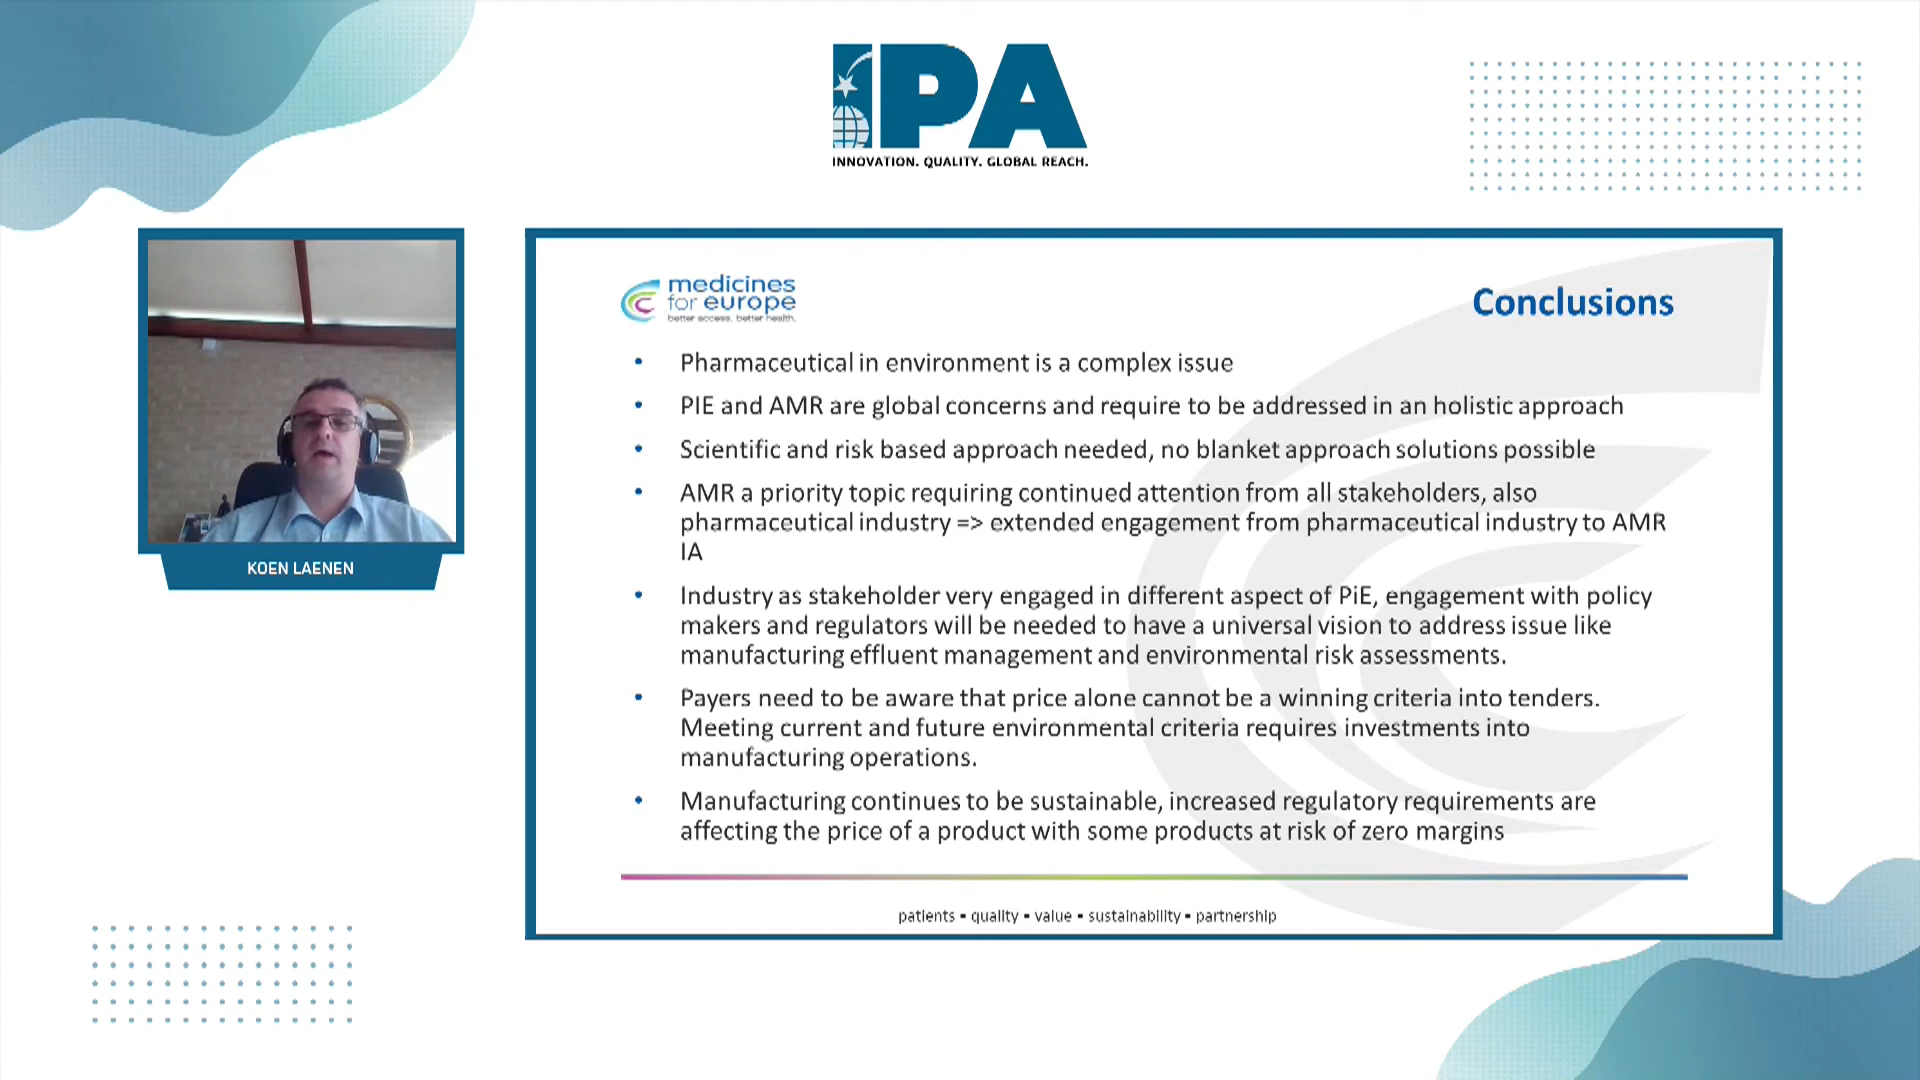 IPA
INNOVATION. QUALITY. GLOBAL REACH.
KOEN LAENEN
medicines
for europe
better access. better health.
Conclusions
• Pharmaceutical in environment is a complex issue
• PIE and AMR are global concerns and require to be addressed in an holistic approach
• Scientific and risk based approach needed, no blanket approach solutions possible
• AMR a priority topic requiring continued attention from all stakeholders, also
pharmaceutical industry => extended engagement from pharmaceutical industry to AMR
IA
• Industry as stakeholder very engaged in different aspect of PiE, engagement with policy
makers and regulators will be needed to have a universal vision to address issue like
manufacturing effluent management and environmental risk assessments.
• Payers need to be aware that price alone cannot be a winning criteria into tenders.
Meeting current and future environmental criteria requires investments into
manufacturing operations.
• Manufacturing continues to be sustainable, increased regulatory requirements are
affecting the price of a product with some products at risk of zero margins
patients ▪ quality ▪ value ▪ sustainability ▪ partnership